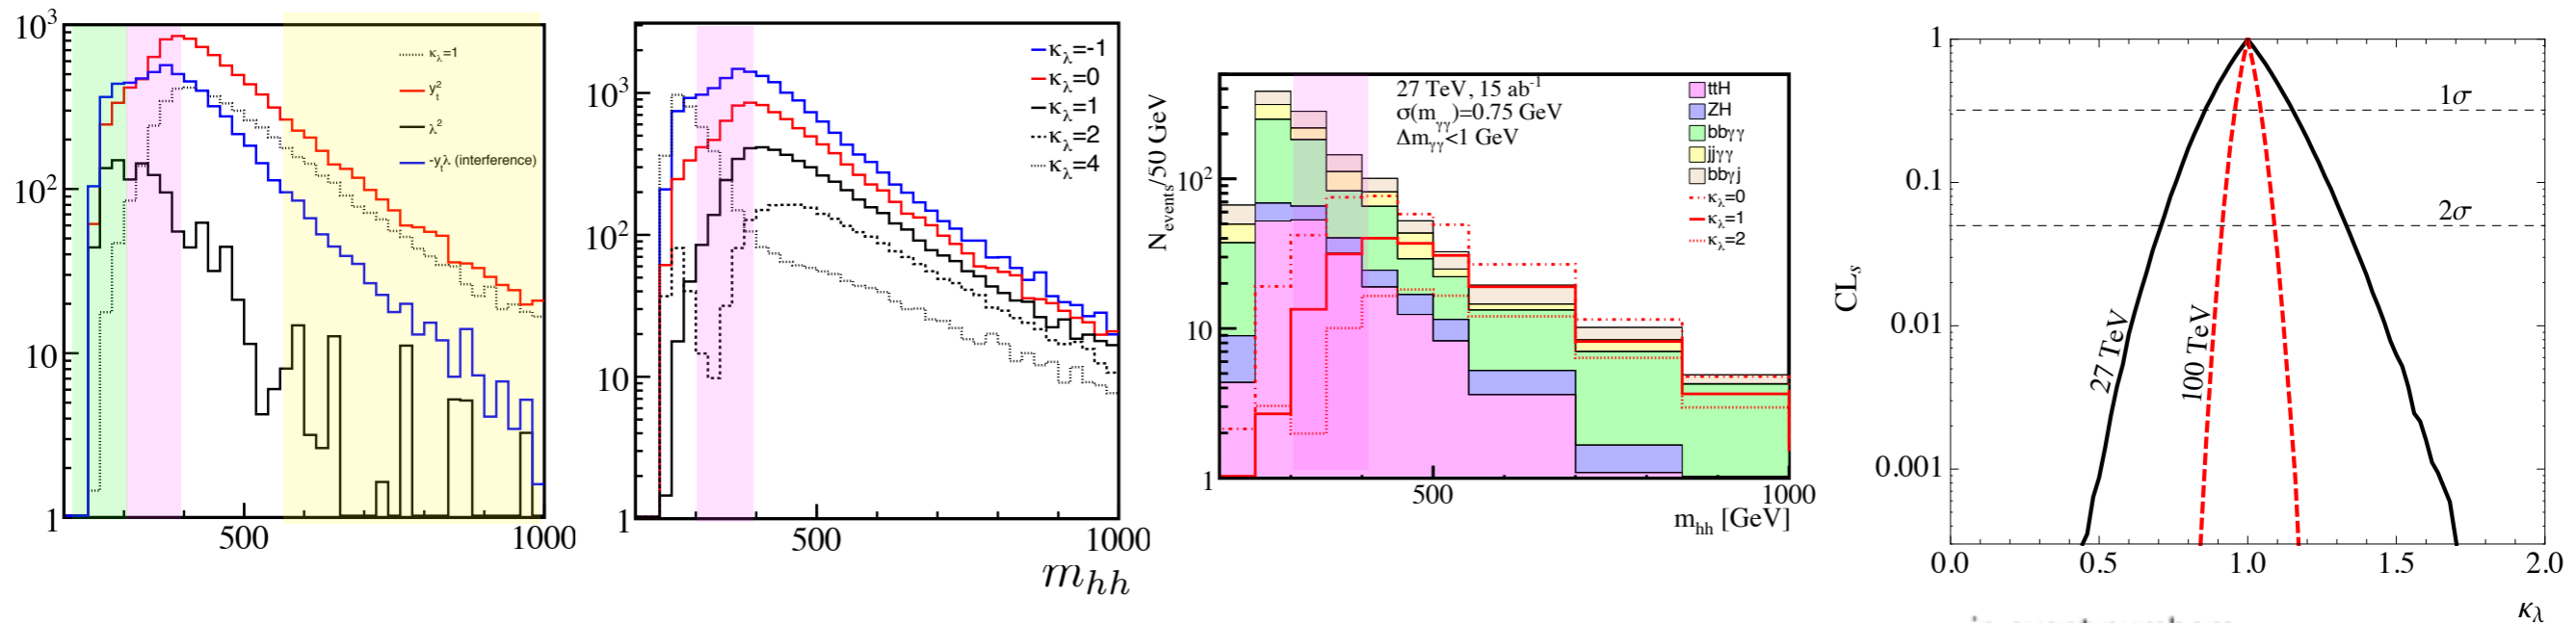 10³
10²
10
1
500
1000
κλ=1
yt²
λ²
-ytλ (interference)
10³
10²
10
1
500
1000
mhh
κλ=-1
κλ=0
κλ=1
κλ=2
κλ=4
Nevents/50 GeV
10²
10
1
500
1000
mhh [GeV]
27 TeV, 15 ab⁻¹
σ(mγγ)=0.75 GeV
Δmγγ<1 GeV
ttH
ZH
bbγγ
jjγγ
bbγj
κλ=0
κλ=1
κλ=2
CLs
1
0.1
0.01
0.001
1σ
2σ
27 TeV
100 TeV
0.0
0.5
1.0
1.5
2.0
κλ